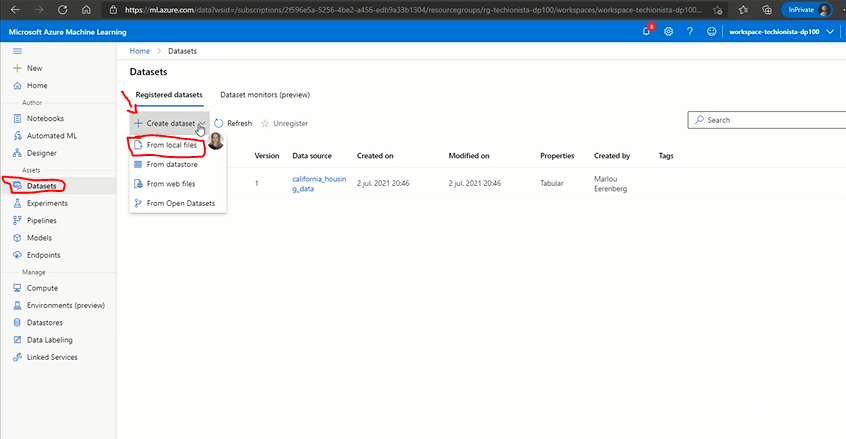 https://ml.azure.com/data?wsid=/subscriptions/2f596e5a-5256-4be2-a456-edb9a33b1304/resourcegroups/rg-techionista-dp100/workspaces/workspace-techionista-dp100...
InPrivate
Microsoft Azure Machine Learning
8
workspace-techionista-dp100
New
Home
Author
Notebooks
Automated ML
Designer
Assets
Datasets
Experiments
Pipelines
Models
Endpoints
Manage
Compute
Environments (preview)
Datastores
Data Labeling
Linked Services
Home > Datasets
Datasets
Registered datasets
Dataset monitors (preview)
Create dataset
Refresh
Unregister
Search
From local files
From datastore
From web files
From Open Datasets
Version
Data source
Created on
Modified on
Properties
Created by
Tags
1
california_housing_data
2 jul. 2021 20:46
2 jul. 2021 20:46
Tabular
Marlou
Eerenberg